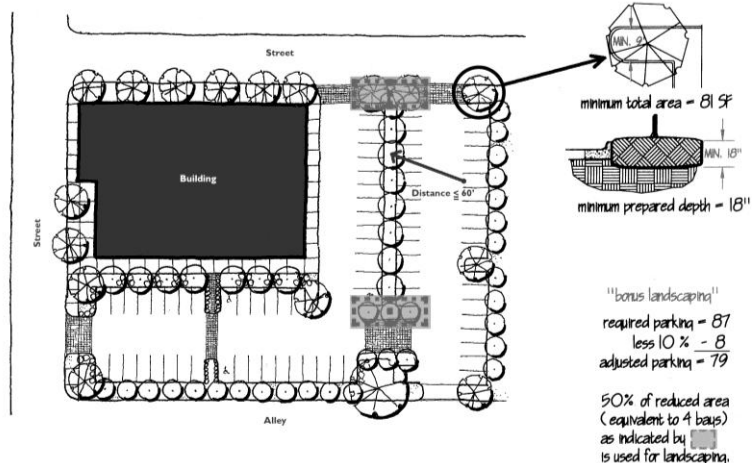 Street
Street
Building
Distance ≤ 60'
Alley
MIN. 9'
minimum total area = 81 SF
MIN. 18"
minimum prepared depth = 18"
"bonus landscaping"
required parking = 87
less 10 % - 8
adjusted parking = 79
50% of reduced area
( equivalent to 4 bays)
as indicated by
is used for landscaping.